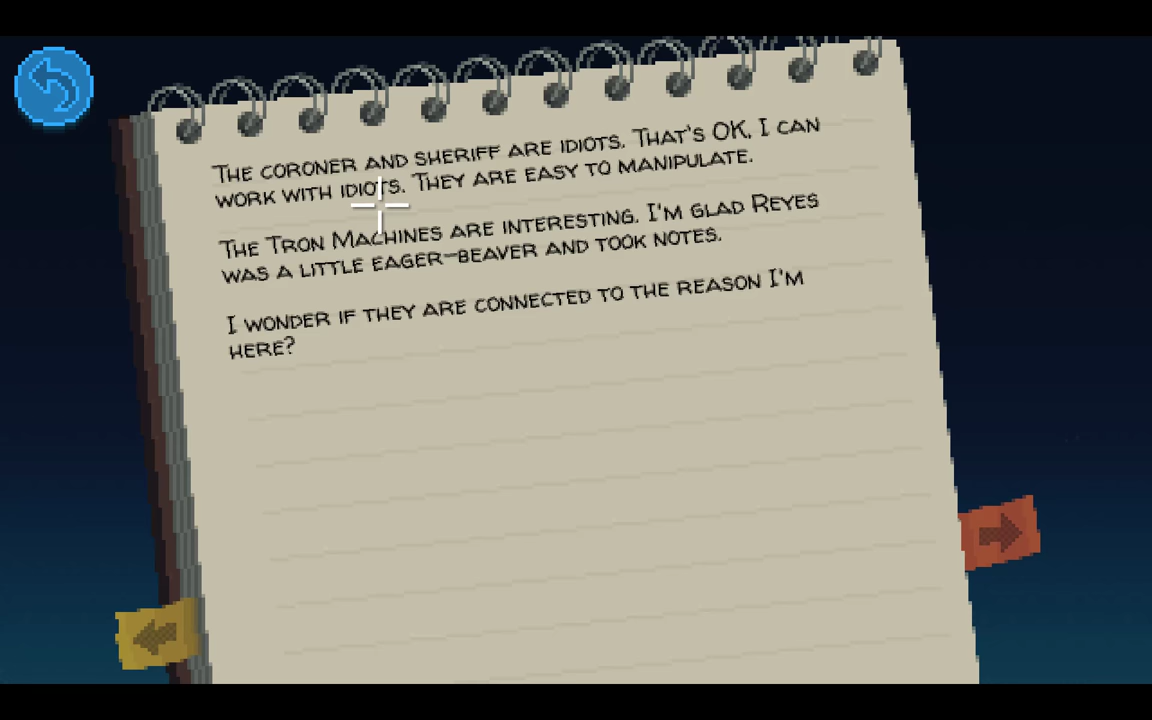 The coroner and sheriff are idiots. That's OK, I can
work with idiots. They are easy to manipulate.
The Tron Machines are interesting. I'm glad Reyes
was a little eager-beaver and took notes.
I wonder if they are connected to the reason I'm
here?